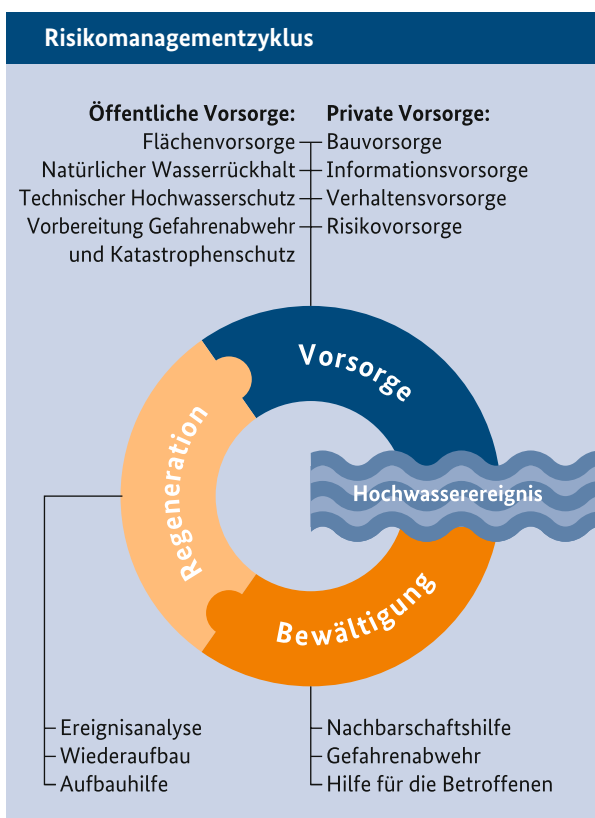 Risikomanagementzyklus
Öffentliche Vorsorge:
Flächenvorsorge
Natürlicher Wasserrückhalt
Technischer Hochwasserschutz
Vorbereitung Gefahrenabwehr
und Katastrophenschutz
Private Vorsorge:
Bauvorsorge
Informationsvorsorge
Verhaltensvorsorge
Risikovorsorge
Vorsorge
Hochwasserereignis
Bewältigung
Regeneration
Ereignisanalyse
Wiederaufbau
Aufbauhilfe
Nachbarschaftshilfe
Gefahrenabwehr
Hilfe für die Betroffenen